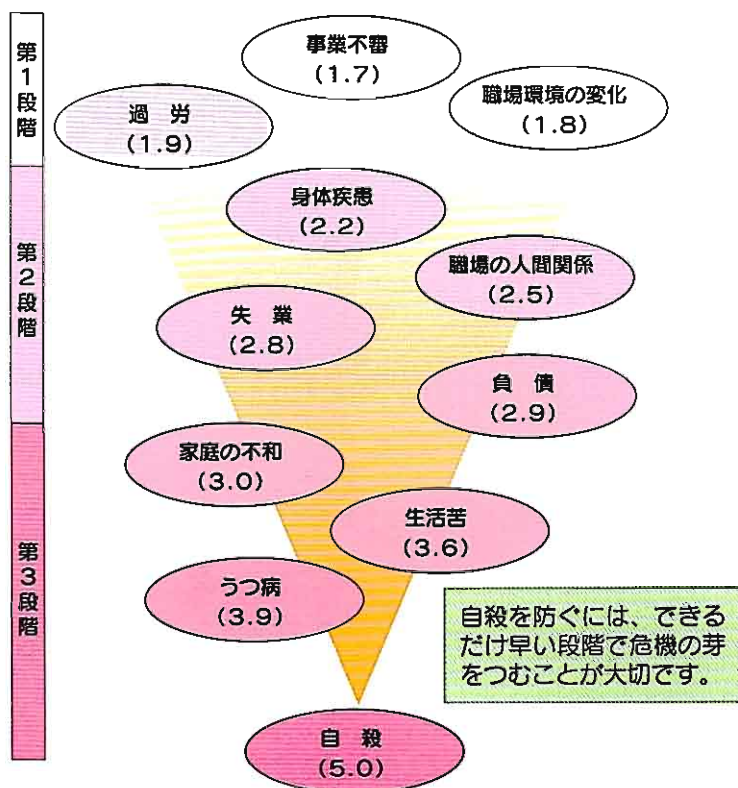 第1段階
事業不審
(1.7)
職場環境の変化
(1.8)
過 労
(1.9)
第2段階
身体疾患
(2.2)
職場の人間関係
(2.5)
失 業
(2.8)
負 債
(2.9)
第3段階
家庭の不和
(3.0)
生活苦
(3.6)
うつ病
(3.9)
自殺を防ぐには、できる
だけ早い段階で危機の芽
をつむことが大切です。
自 殺
(5.0)